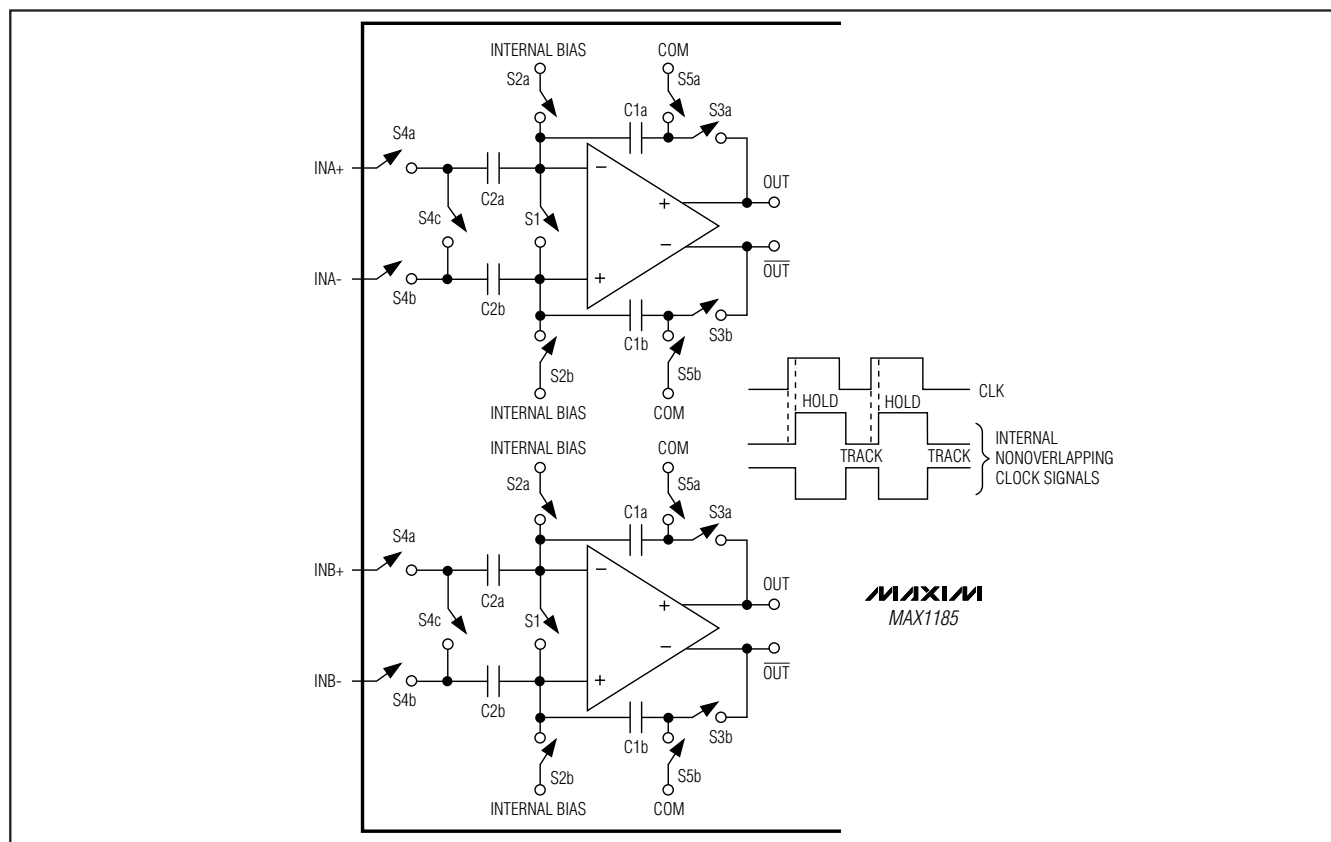 INTERNAL BIAS
COM
S2a
S5a
C1a
S3a
S4a
INA+
C2a
OUT
S4c
S1
OUT
INA-
S4b
C2b
C1b
S3b
S2b
S5b
INTERNAL BIAS
COM
CLK
HOLD HOLD
TRACK TRACK
INTERNAL
NONOVERLAPPING
CLOCK SIGNALS
INTERNAL BIAS
COM
S2a
S5a
C1a
S3a
S4a
INB+
C2a
OUT
S4c
S1
OUT
INB-
S4b
C2b
C1b
S3b
S2b
S5b
INTERNAL BIAS
COM
MAXIM
MAX1185